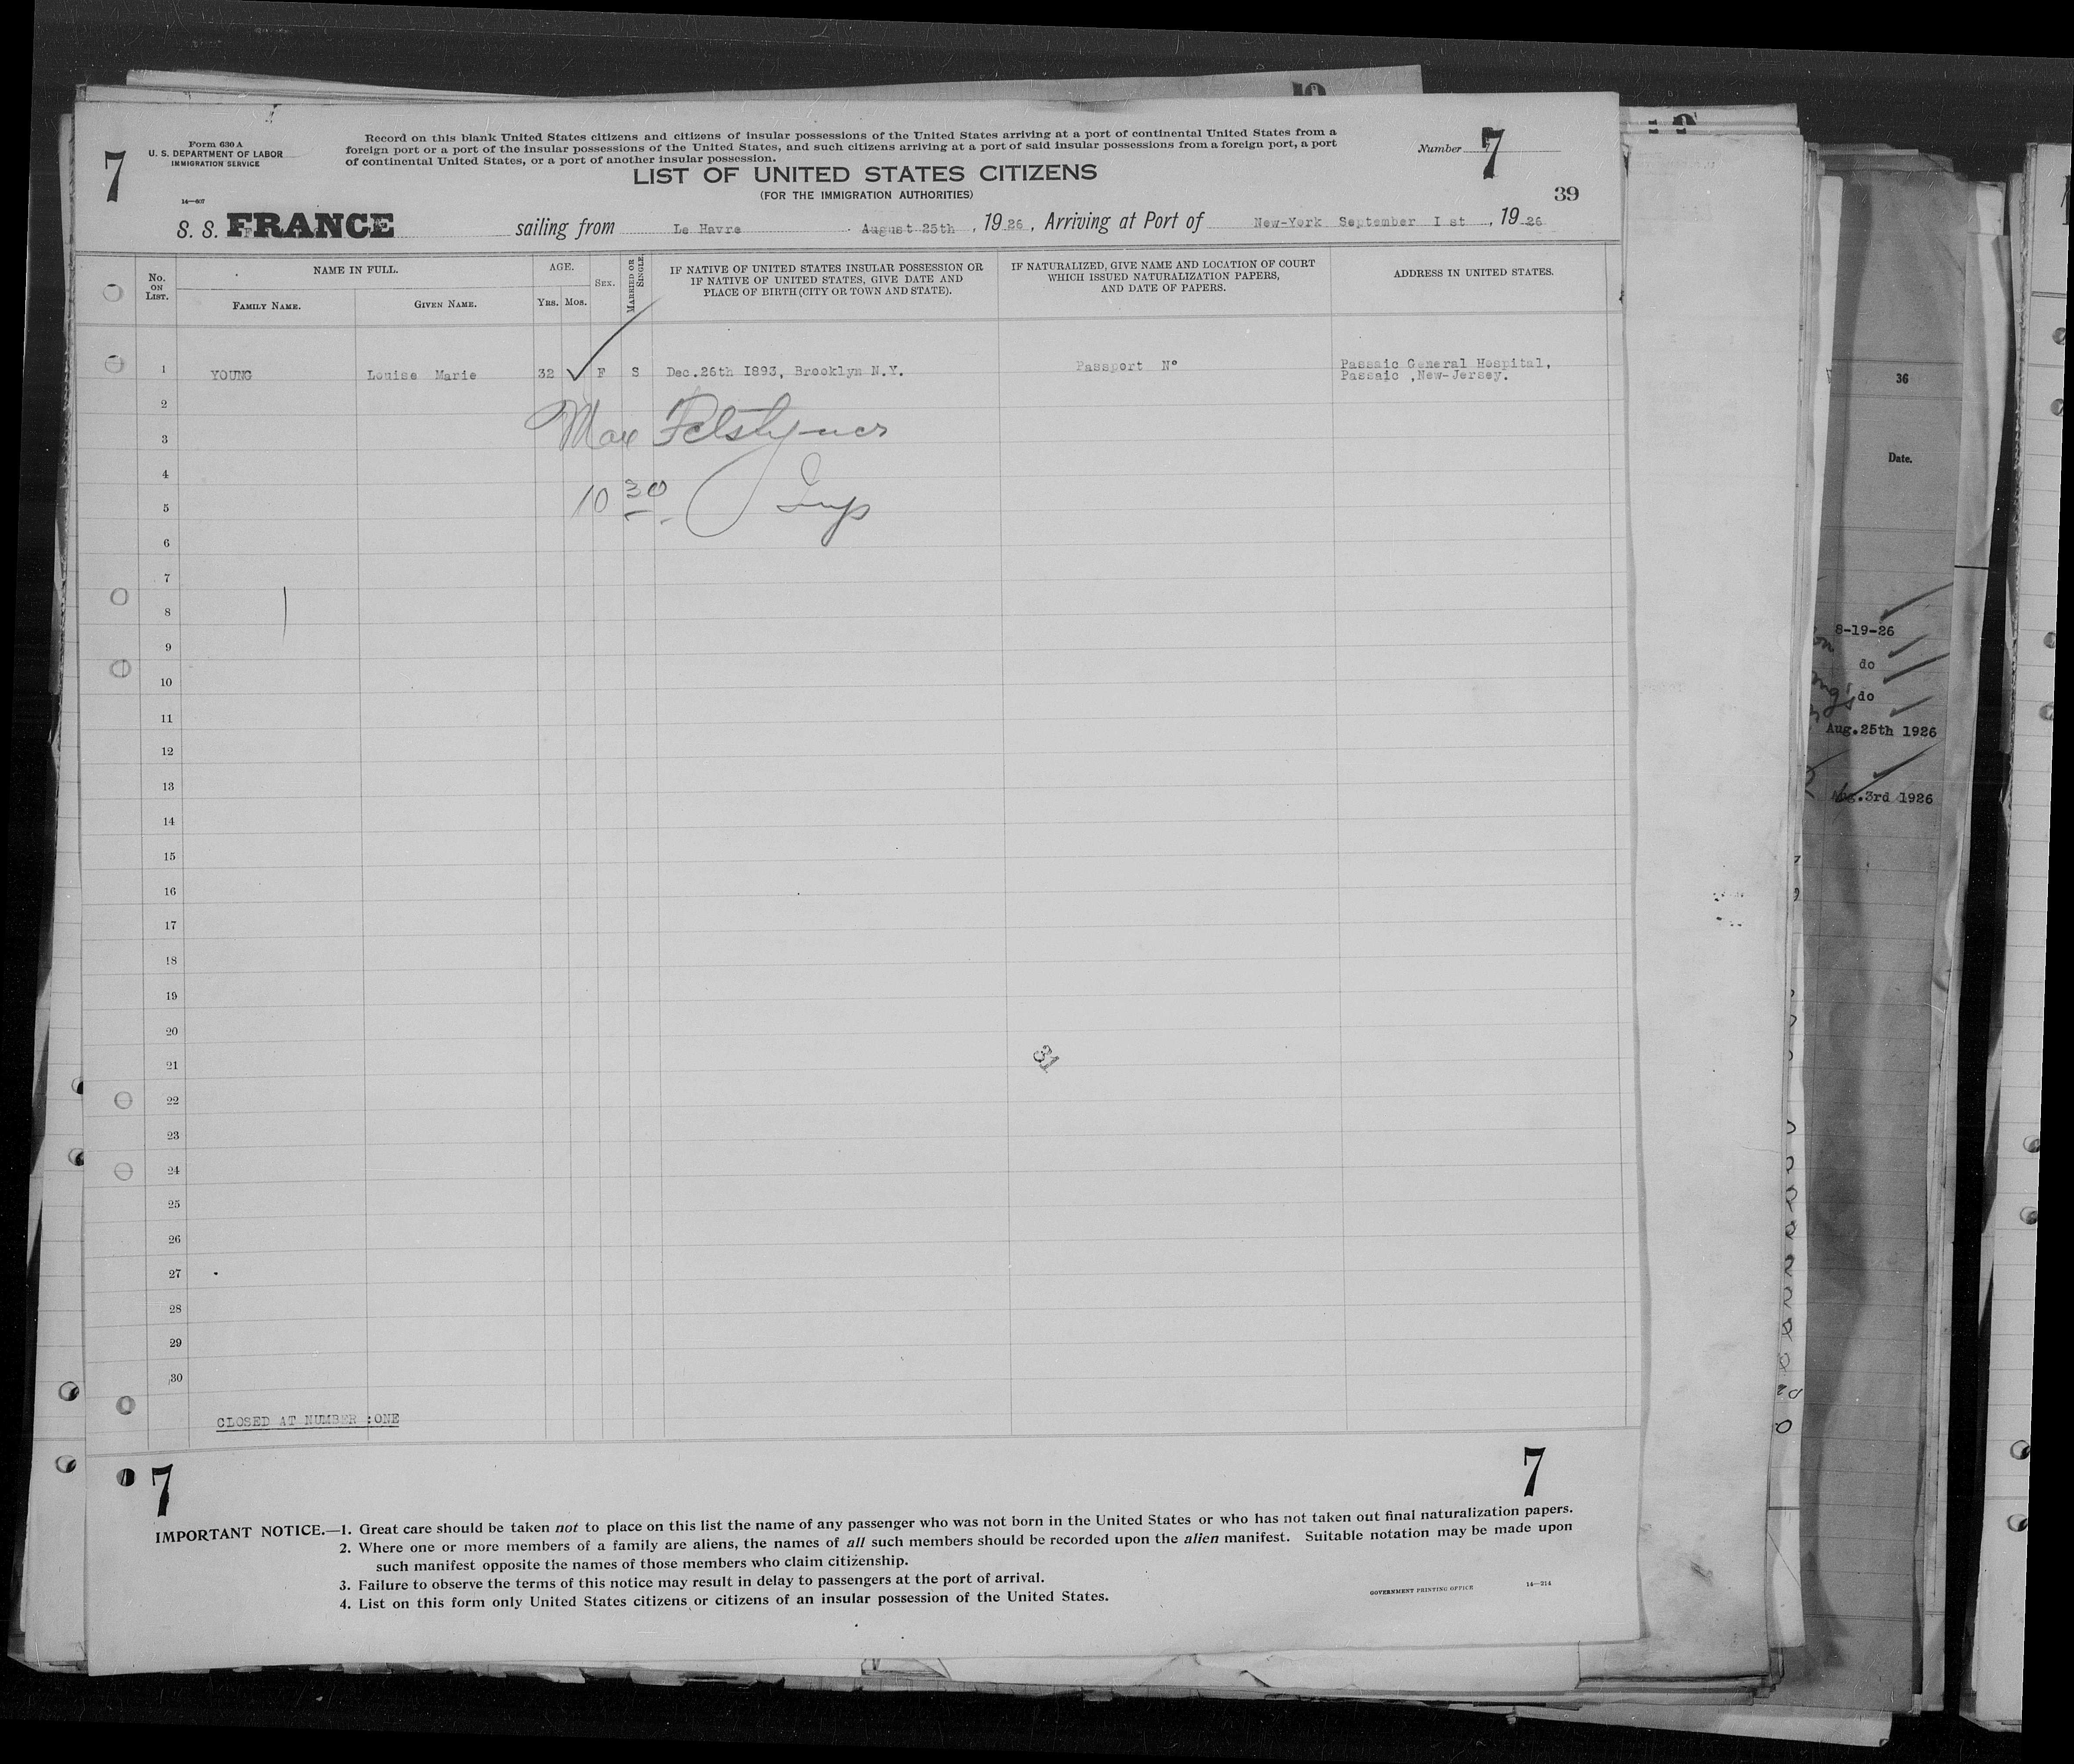 7
Form 630 A
U. S. DEPARTMENT OF LABOR
IMMIGRATION SERVICE
14—607
Record on this blank United States citizens and citizens of insular possessions of the United States arriving at a port of continental United States from a
foreign port or a port of the insular possessions of the United States, and such citizens arriving at a port of said insular possessions from a foreign port, a port
of continental United States, or a port of another insular possession.
Number 7
LIST OF UNITED STATES CITIZENS
(FOR THE IMMIGRATION AUTHORITIES)
39
S. S. FRANCE sailing from Le Havre August 25th, 1926, Arriving at Port of New-York September I st, 1926
No. ON LIST. NAME IN FULL. AGE. SEX. MARRIED OR SINGLE. IF NATIVE OF UNITED STATES INSULAR POSSESSION OR IF NATIVE OF UNITED STATES, GIVE DATE AND PLACE OF BIRTH (CITY OR TOWN AND STATE). IF NATURALIZED, GIVE NAME AND LOCATION OF COURT WHICH ISSUED NATURALIZATION PAPERS, AND DATE OF PAPERS. ADDRESS IN UNITED STATES.
FAMILY NAME. GIVEN NAME. YRS. MOS.
1 YOUNG Louise Marie 32 F S Dec.26th I893, Brooklyn N.Y. Passport N° Passaic General Hospital,
Passaic ,New-Jersey.
2
Max
3
4
10 30 Insp
5
6
7
8
9
10
11
12
13
14
15
16
17
18
19
20
21
31
22
23
24
25
26
27
28
29
30
CLOSED AT NUMBER :ONE
7 7
IMPORTANT NOTICE.—1. Great care should be taken not to place on this list the name of any passenger who was not born in the United States or who has not taken out final naturalization papers.
2. Where one or more members of a family are aliens, the names of all such members should be recorded upon the alien manifest. Suitable notation may be made upon
such manifest opposite the names of those members who claim citizenship.
3. Failure to observe the terms of this notice may result in delay to passengers at the port of arrival.
4. List on this form only United States citizens or citizens of an insular possession of the United States.
GOVERNMENT PRINTING OFFICE 14—214
36
Date.
8-19-26
do
do
Aug.25th 1926
Aug.3rd 1926